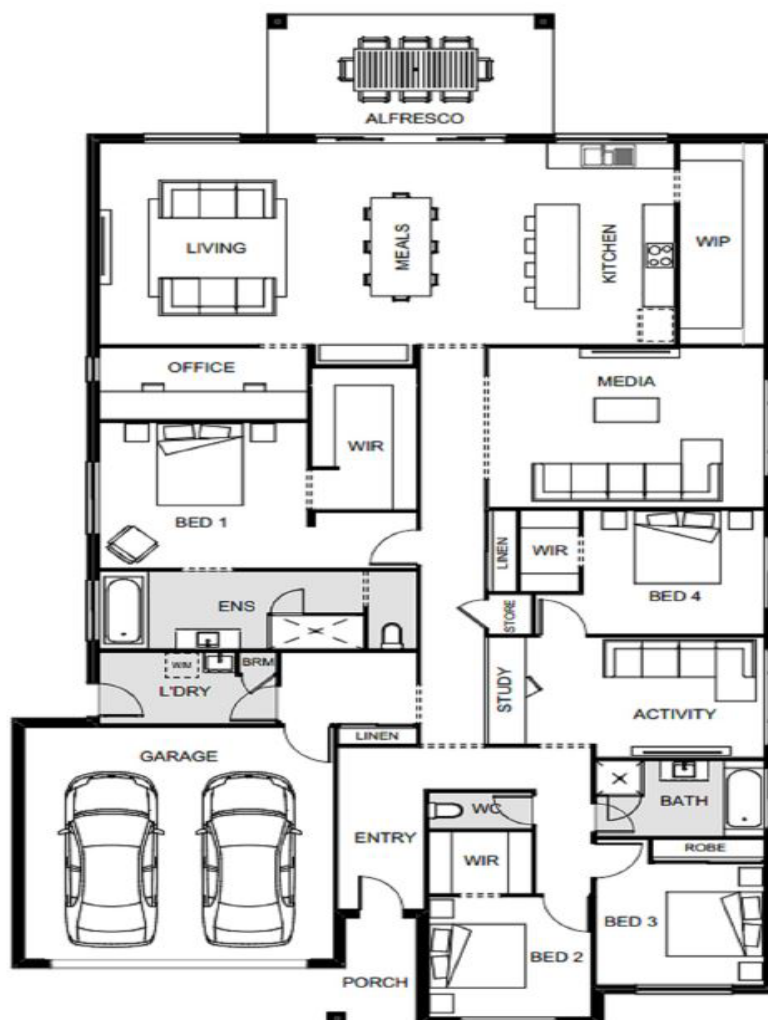 ALFRESCO
LIVING
MEALS
KITCHEN
WIP
OFFICE
MEDIA
WIR
BED 1
LINEN
WIR
BED 4
ENS
STORE
W/M
BRM
L'DRY
STUDY
ACTIVITY
LINEN
GARAGE
WC
BATH
ENTRY
ROBE
WIR
BED 3
BED 2
PORCH